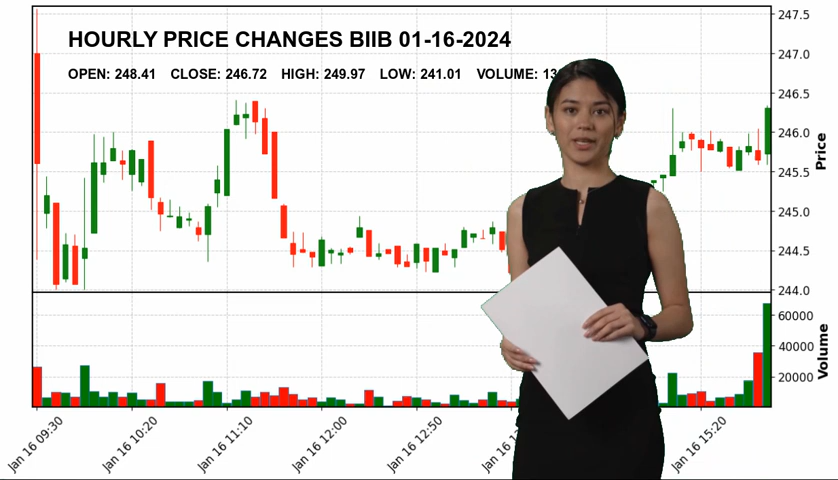 HOURLY PRICE CHANGES BIIB 01-16-2024
OPEN: 248.41 CLOSE: 246.72 HIGH: 249.97 LOW: 241.01 VOLUME: 13
247.5
247.0
246.5
246.0
245.5
245.0
244.5
244.0
Price
60000
40000
20000
Volume
Jan 16 09:30
Jan 16 10:20
Jan 16 11:10
Jan 16 12:00
Jan 16 12:50
Jan 16 15:20